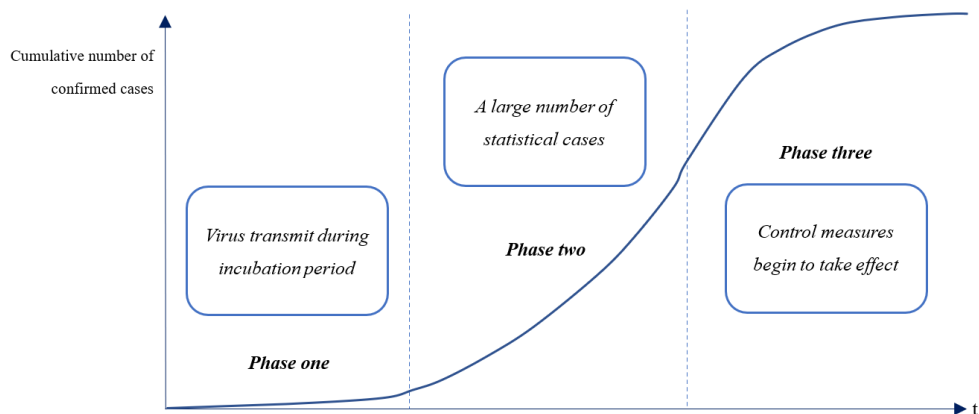 Cumulative number of
confirmed cases
Virus transmit during
incubation period
Phase one
A large number of
statistical cases
Phase two
Phase three
Control measures
begin to take effect
t